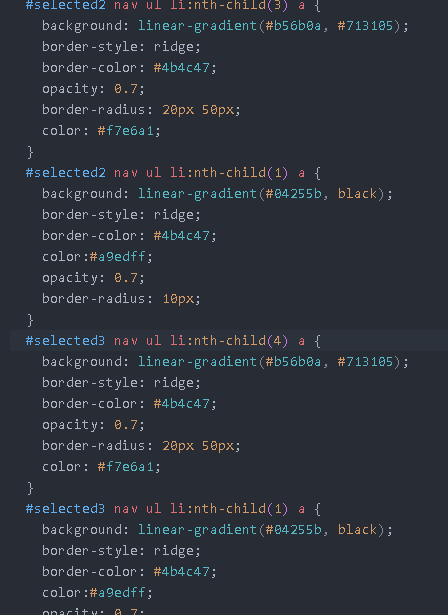 #selected2 nav ul li:nth-child(3) a {
background: linear-gradient(#b56b0a, #713105);
border-style: ridge;
border-color: #4b4c47;
opacity: 0.7;
border-radius: 20px 50px;
color: #f7e6a1;
}
#selected2 nav ul li:nth-child(1) a {
background: linear-gradient(#04255b, black);
border-style: ridge;
border-color: #4b4c47;
color:#a9edff;
opacity: 0.7;
border-radius: 10px;
}
#selected3 nav ul li:nth-child(4) a {
background: linear-gradient(#b56b0a, #713105);
border-style: ridge;
border-color: #4b4c47;
opacity: 0.7;
border-radius: 20px 50px;
color: #f7e6a1;
}
#selected3 nav ul li:nth-child(1) a {
background: linear-gradient(#04255b, black);
border-style: ridge;
border-color: #4b4c47;
color:#a9edff;
opacity: 0.7;